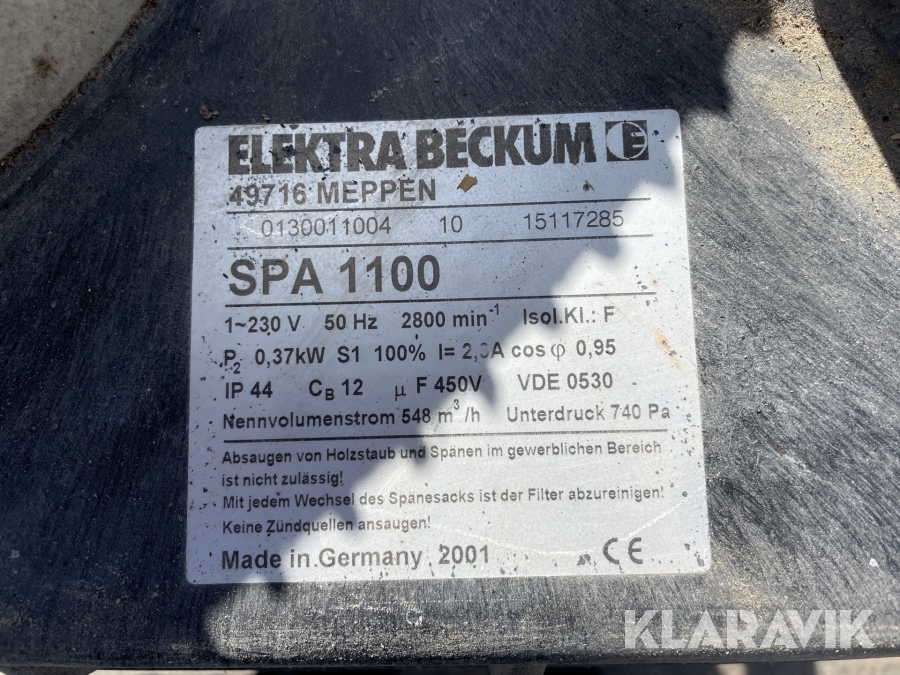 ELEKTRA BECKUM E
49716 MEPPEN
0130011004 10 15117285
SPA 1100
1~230 V 50 Hz 2800 min⁻¹ Isol.Kl.: F
P₂ 0,37kW S1 100% I= 2,3A cos φ 0,95
IP 44 C_B 12 μ F 450V VDE 0530
Nennvolumenstrom 548 m³/h Unterdruck 740 Pa
Absaugen von Holzstaub und Spänen im gewerblichen Bereich
ist nicht zulässig!
Mit jedem Wechsel des Spänesacks ist der Filter abzureinigen!
Keine Zündquellen ansaugen!
Made in Germany 2001 CE
KLARAVIK